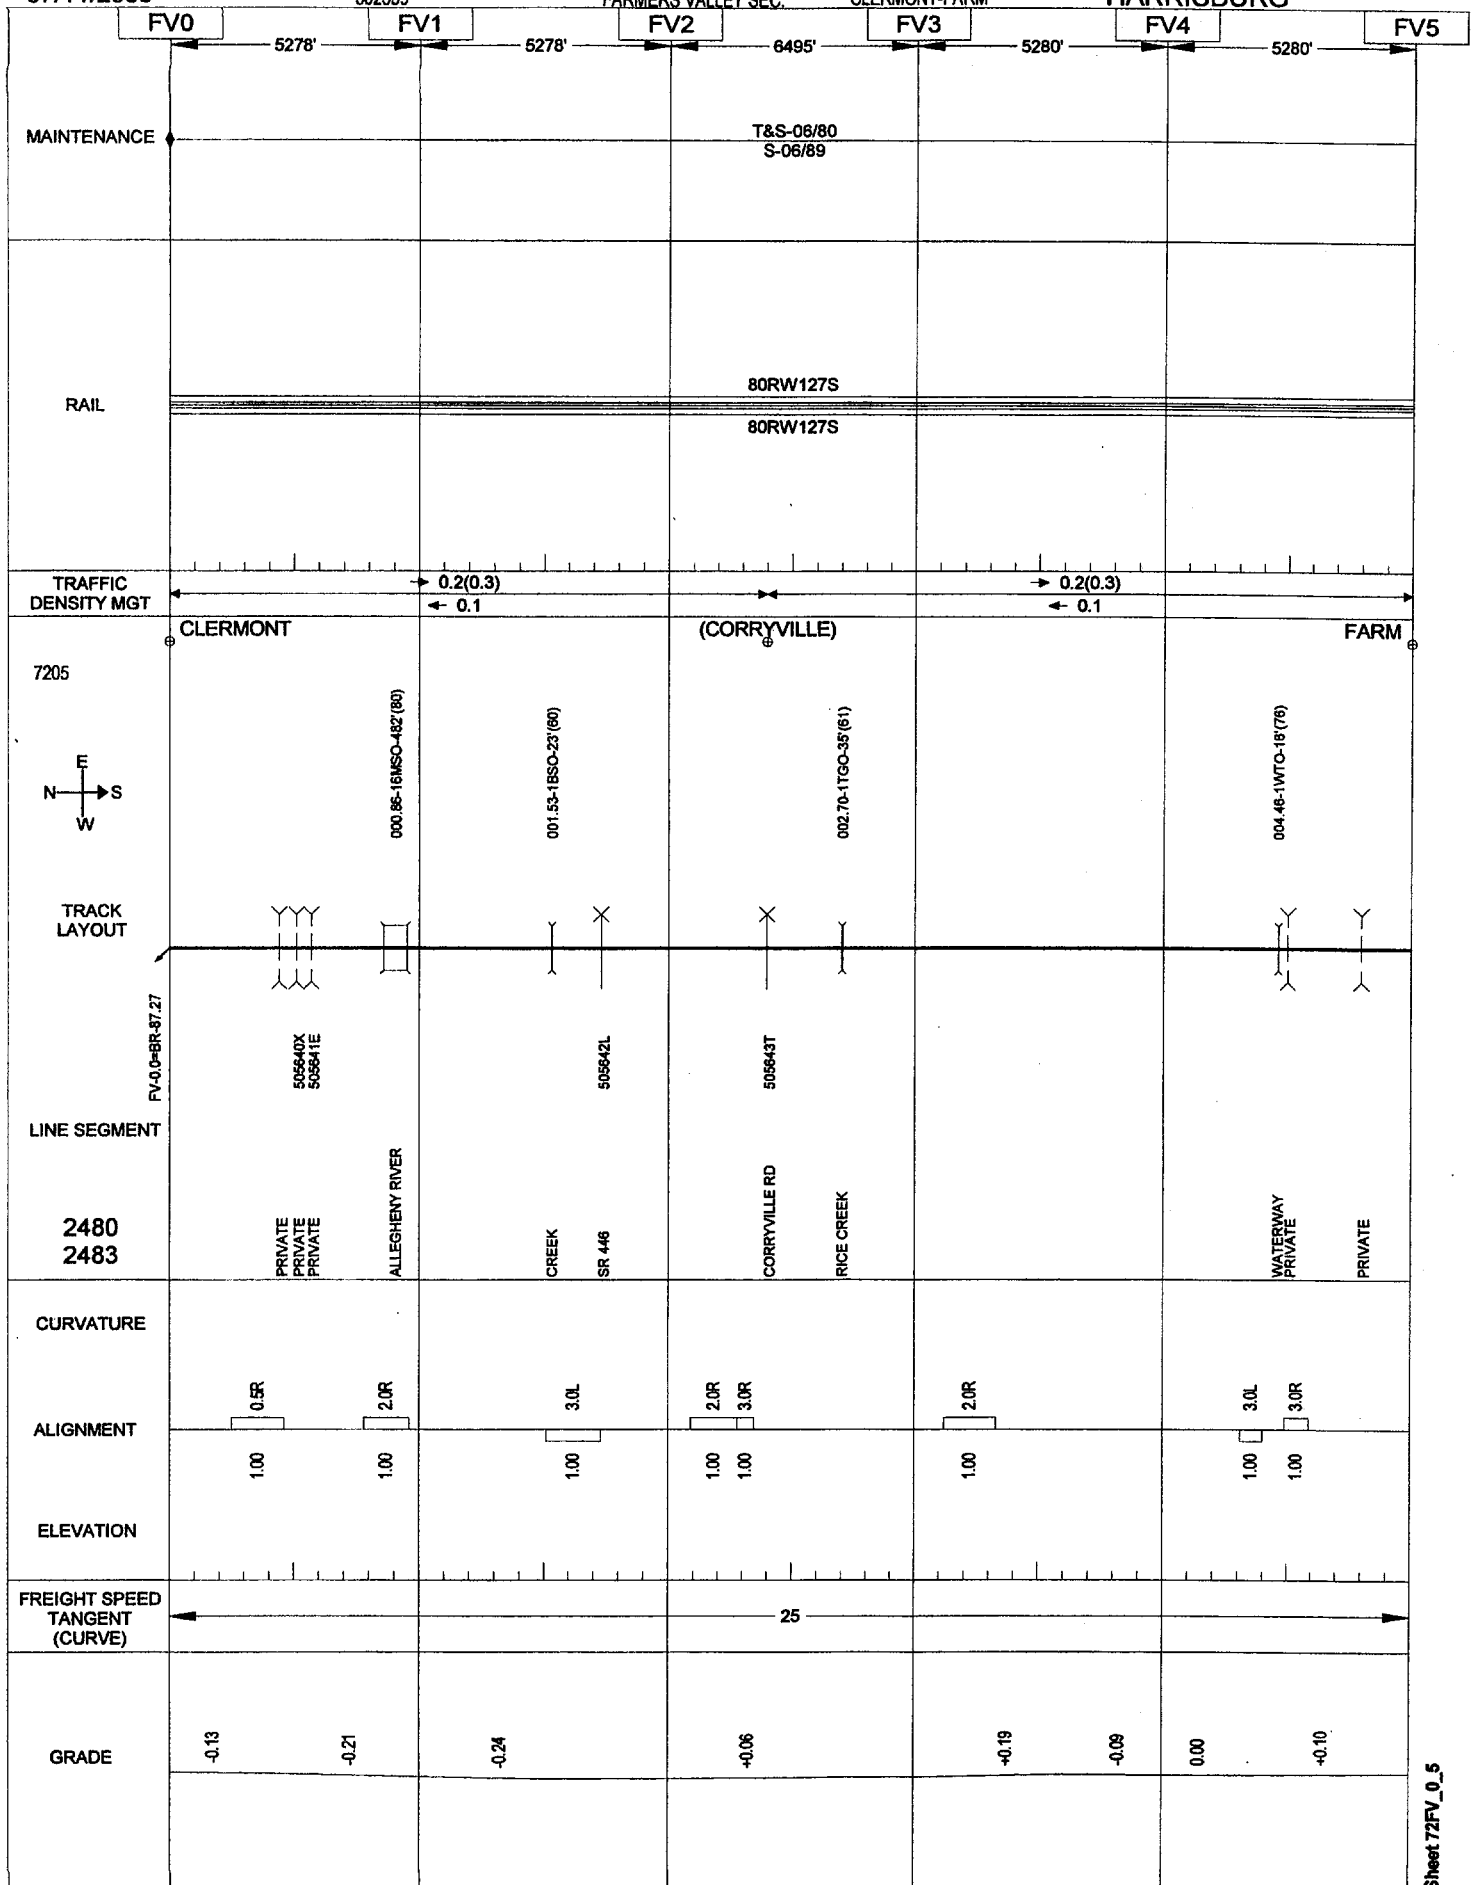 FARMERS VALLEY SEC. CLERMONT-FARM HARRISBURG
FV0 FV1 FV2 FV3 FV4 FV5
5278' 5278' 6495' 5280' 5280'
MAINTENANCE
T&S-06/80
S-06/89
RAIL
80RW127S
80RW127S
TRAFFIC
DENSITY MGT
0.2(0.3) 0.2(0.3)
0.1 0.1
CLERMONT (CORRYVILLE) FARM
7205
E
N S
W
000.86-16MSO-482'(80)
001.53-1BSO-23'(60)
002.70-1TGO-35'(61)
004.46-1WTO-18'(76)
TRACK
LAYOUT
FV-0.0=BR-87.27
505640X
505641E
505642L
505643T
LINE SEGMENT
2480
2483
PRIVATE
PRIVATE
PRIVATE
ALLEGHENY RIVER
CREEK
SR 446
CORRYVILLE RD
RICE CREEK
WATERWAY
PRIVATE
PRIVATE
CURVATURE
0.5R 2.0R 3.0L 2.0R 3.0R 2.0R 3.0L 3.0R
ALIGNMENT
1.00 1.00 1.00 1.00 1.00 1.00 1.00 1.00
ELEVATION
FREIGHT SPEED
TANGENT
(CURVE)
25
GRADE
-0.13 -0.21 -0.24 +0.06 +0.19 -0.09 0.00 +0.10
Sheet 72FV_0_5